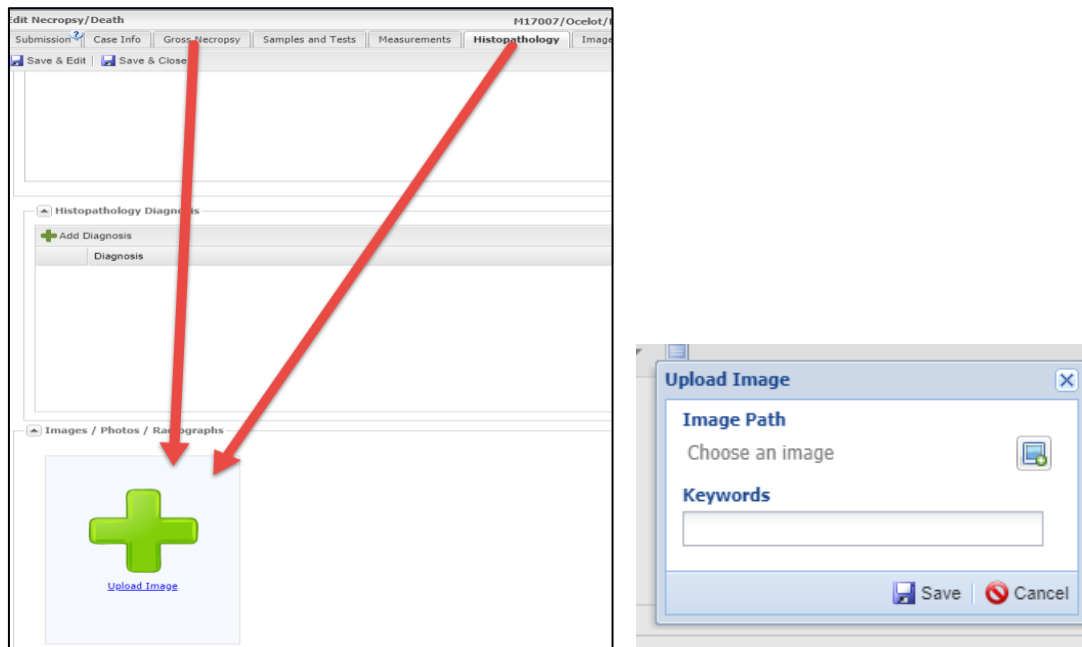 dit Necropsy/Death M17007/Ocelot/
Submission Case Info Gross Necropsy Samples and Tests Measurements Histopathology Image
Save & Edit Save & Close
Histopathology Diagnosis
Add Diagnosis
Diagnosis
Images / Photos / Radiographs
Upload Image
Upload Image
Image Path
Choose an image
Keywords
Save Cancel